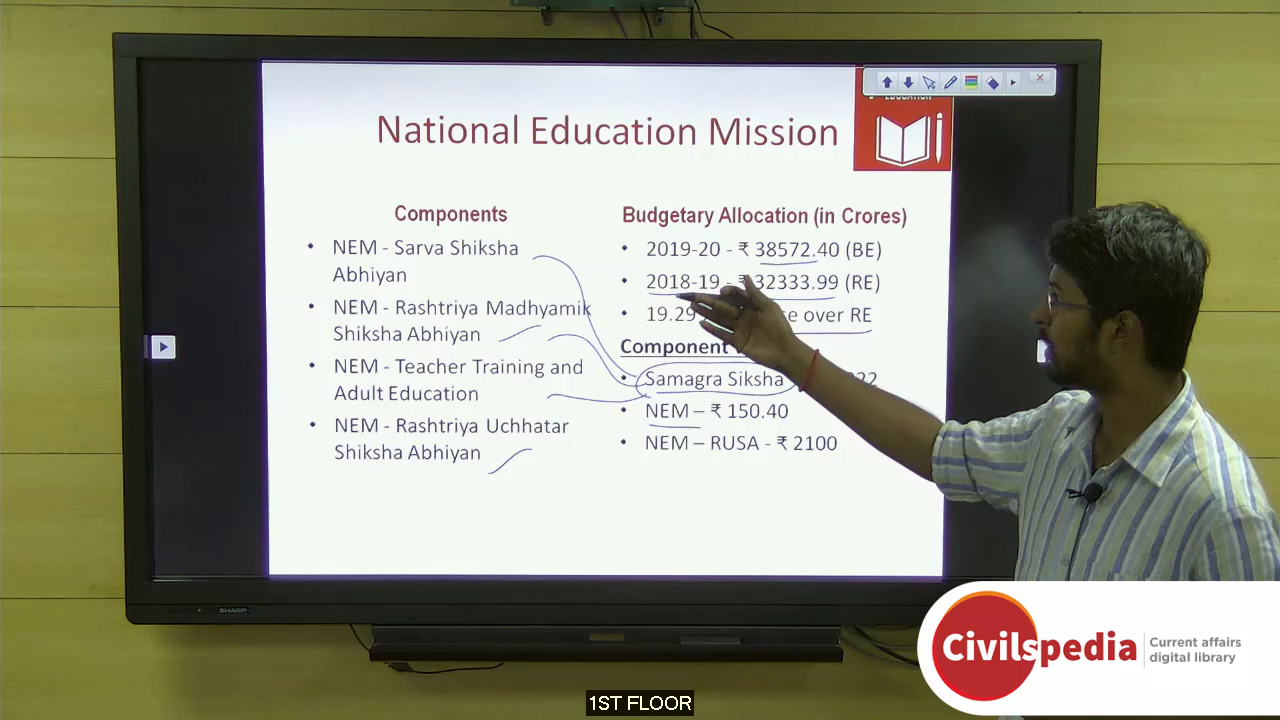 EDUCATION
National Education Mission
Components
• NEM - Sarva Shiksha
Abhiyan
• NEM - Rashtriya Madhyamik
Shiksha Abhiyan
• NEM - Teacher Training and
Adult Education
• NEM - Rashtriya Uchhatar
Shiksha Abhiyan
Budgetary Allocation (in Crores)
• 2019-20 - ₹ 38572.40 (BE)
• 2018-19 - ₹ 32333.99 (RE)
• 19.29 over RE
Component
• Samagra Siksha
• NEM – ₹ 150.40
• NEM – RUSA - ₹ 2100
SHARP
Civilspedia
Current affairs
digital library
1ST FLOOR